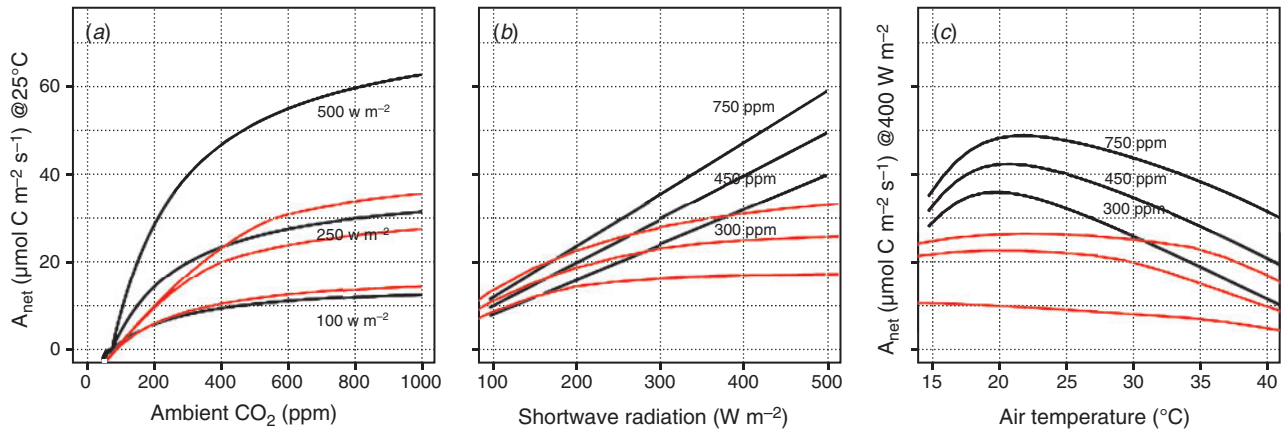 (a)
A_net (µmol C m⁻² s⁻¹) @25°C
60
40
20
0
500 w m⁻²
250 w m⁻²
100 w m⁻²
0 200 400 600 800 1000
Ambient CO₂ (ppm)
(b)
750 ppm
450 ppm
300 ppm
100 200 300 400 500
Shortwave radiation (W m⁻²)
(c)
A_net (µmol C m⁻² s⁻¹) @400 W m⁻²
750 ppm
450 ppm
300 ppm
15 20 25 30 35 40
Air temperature (°C)